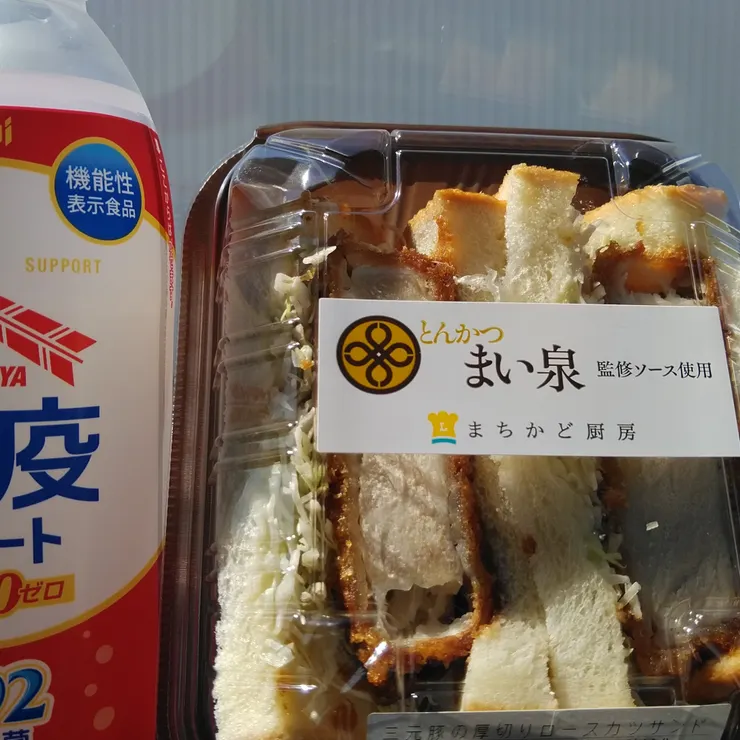 機能性
表示食品
SUPPORT
YA
疫
ート
0ゼロ
02
菌
とんかつ
まい泉 監修ソース使用
L
まちかど厨房
三元豚の厚切りロースカツサンド